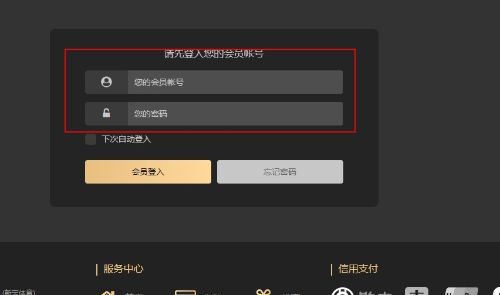 请先登入您的会员帐号
您的会员帐号
您的密码
下次自动登入
会员登入
忘记密码
服务中心
信用支付